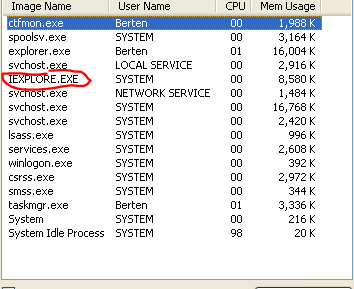 Image Name User Name CPU Mem Usage
ctfmon.exe Berten 00 1,988 K
spoolsv.exe SYSTEM 00 3,164 K
explorer.exe Berten 01 16,004 K
svchost.exe LOCAL SERVICE 00 2,916 K
IEXPLORE.EXE SYSTEM 00 8,580 K
svchost.exe NETWORK SERVICE 00 1,484 K
svchost.exe SYSTEM 00 16,768 K
svchost.exe SYSTEM 00 2,420 K
lsass.exe SYSTEM 00 996 K
services.exe SYSTEM 00 2,608 K
winlogon.exe SYSTEM 00 392 K
csrss.exe SYSTEM 00 2,972 K
smss.exe SYSTEM 00 344 K
taskmgr.exe Berten 01 3,336 K
System SYSTEM 00 216 K
System Idle Process SYSTEM 98 20 K